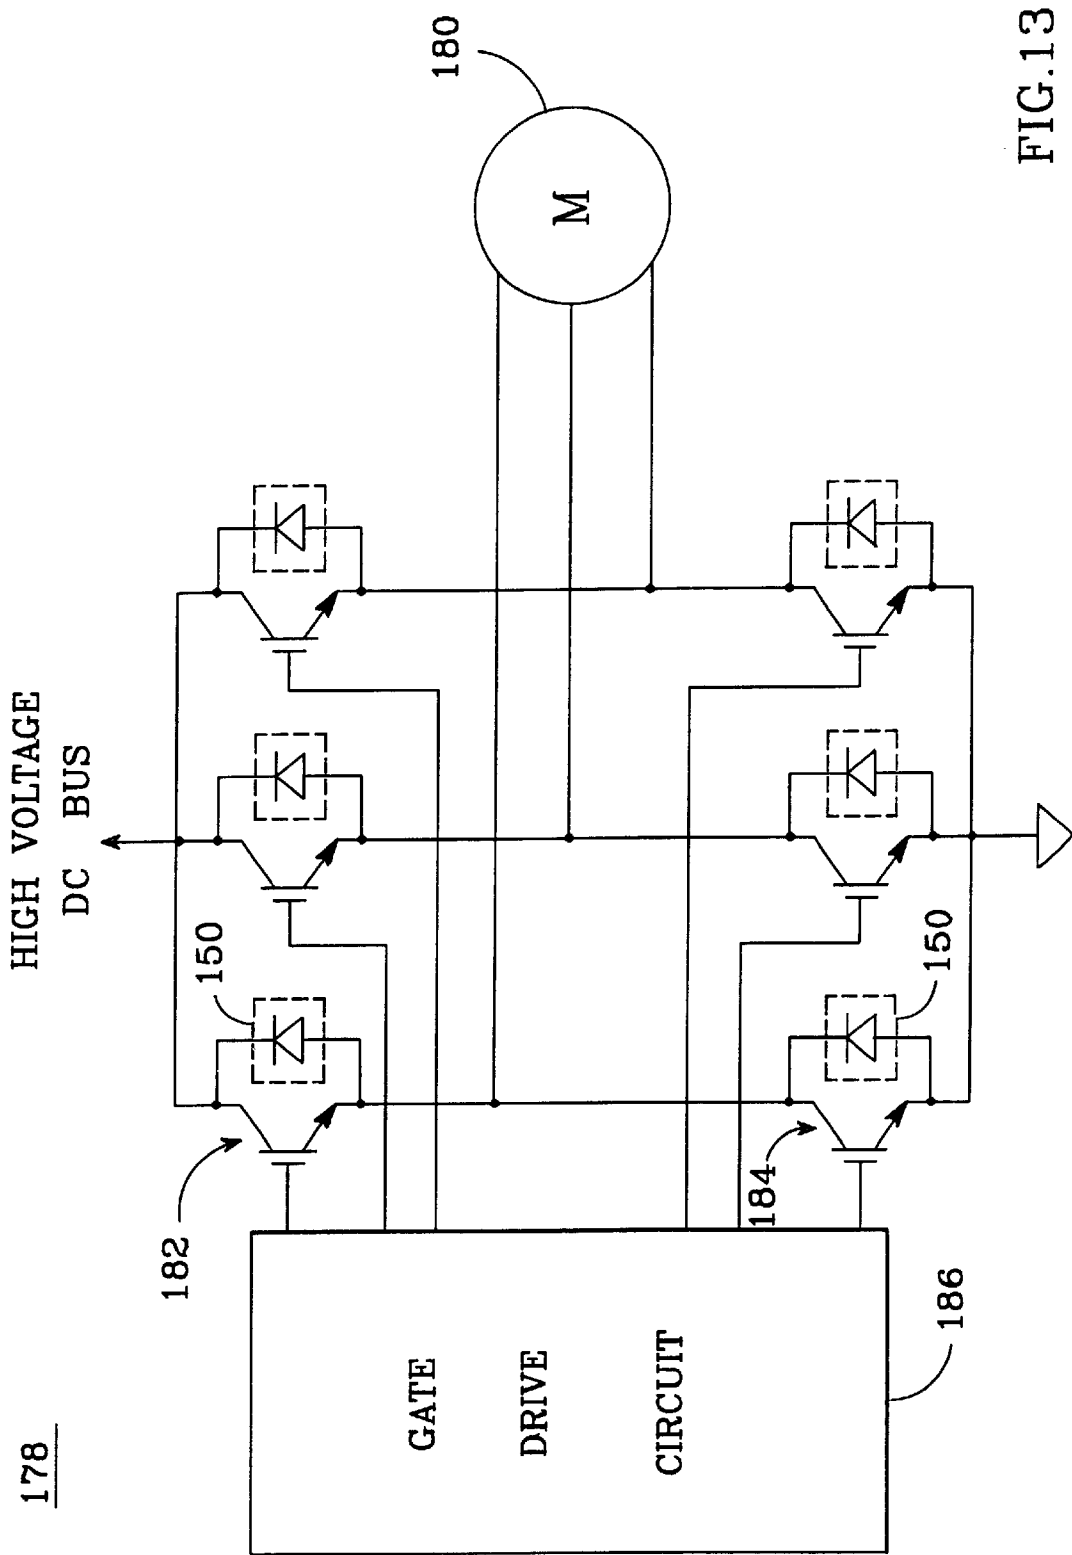 178
HIGH VOLTAGE
DC BUS
182
150
180
GATE
DRIVE
CIRCUIT
M
184
150
186
FIG.13